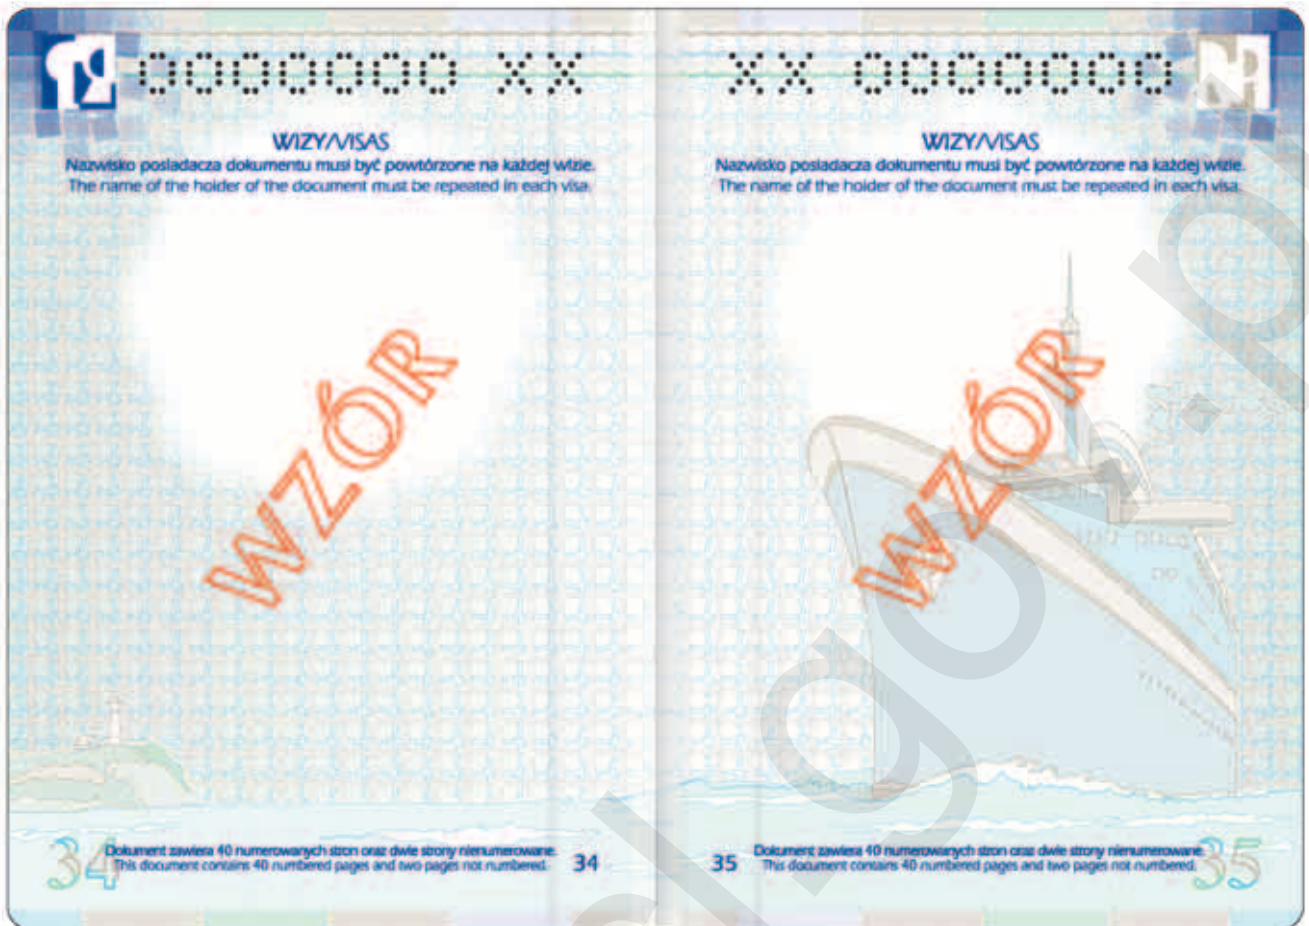 0000000 XX
WIZY/VISAS
Nazwisko posiadacza dokumentu musi być powtórzone na każdej wizie.
The name of the holder of the document must be repeated in each visa.
WZÓR
34
Dokument zawiera 40 numerowanych stron oraz dwie strony nienumerowane.
This document contains 40 numbered pages and two pages not numbered.
34
XX 0000000
WIZY/VISAS
Nazwisko posiadacza dokumentu musi być powtórzone na każdej wizie.
The name of the holder of the document must be repeated in each visa.
WZÓR
35
Dokument zawiera 40 numerowanych stron oraz dwie strony nienumerowane.
This document contains 40 numbered pages and two pages not numbered.
35